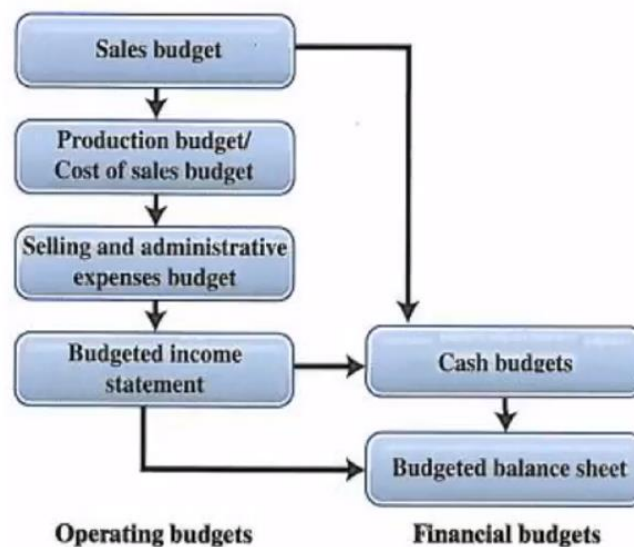 Sales budget
Production budget/
Cost of sales budget
Selling and administrative
expenses budget
Budgeted income
statement
Cash budgets
Budgeted balance sheet
Operating budgets
Financial budgets